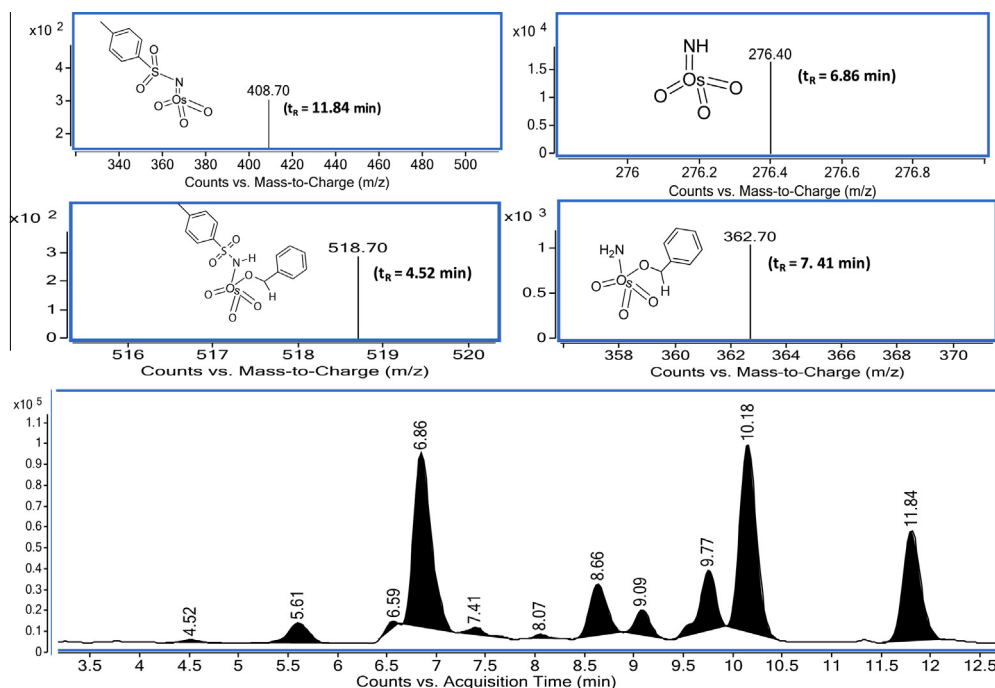 x10 2
4
3
2
O
S
O
N
Os
O
O
O
408.70
(tR = 11.84 min)
340 360 380 400 420 440 460 480 500
Counts vs. Mass-to-Charge (m/z)
x10 4
1.5
1
0.5
0
NH
Os
O
O
O
276.40
(tR = 6.86 min)
276 276.2 276.4 276.6 276.8
Counts vs. Mass-to-Charge (m/z)
x10 2
3
2
1
0
O
S
O
N-H
O
Os
H
O
O
O
518.70
(tR = 4.52 min)
516 517 518 519 520
Counts vs. Mass-to-Charge (m/z)
x10 3
1
0.5
0
H2N
O
Os
H
O
O
O
362.70
(tR = 7. 41 min)
358 360 362 364 366 368 370
Counts vs. Mass-to-Charge (m/z)
x10 5
1.1
1
0.9
0.8
0.7
0.6
0.5
0.4
0.3
0.2
0.1
0
4.52
5.61
6.59
6.86
7.41
8.07
8.66
9.09
9.77
10.18
11.84
3.5 4 4.5 5 5.5 6 6.5 7 7.5 8 8.5 9 9.5 10 10.5 11 11.5 12 12.5
Counts vs. Acquisition Time (min)